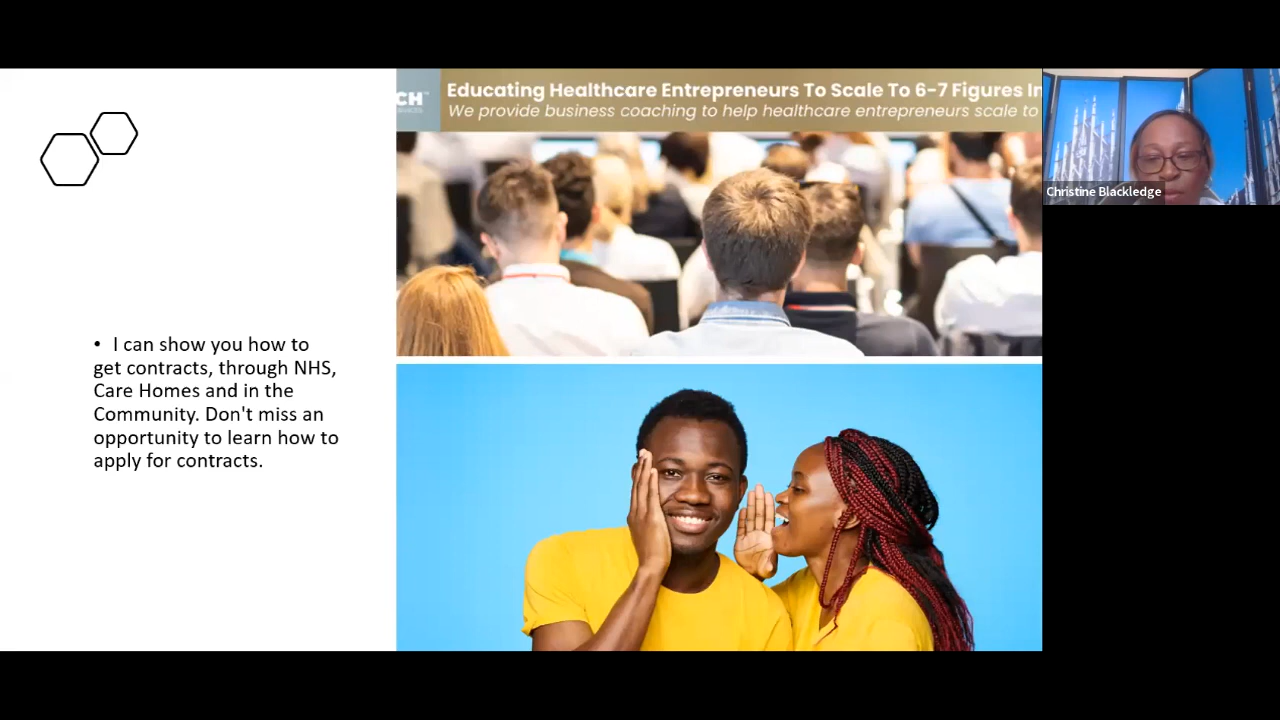 Educating Healthcare Entrepreneurs To Scale To 6-7 Figures In
CH™
We provide business coaching to help healthcare entrepreneurs scale to
Christine Blackledge
• I can show you how to
get contracts, through NHS,
Care Homes and in the
Community. Don't miss an
opportunity to learn how to
apply for contracts.